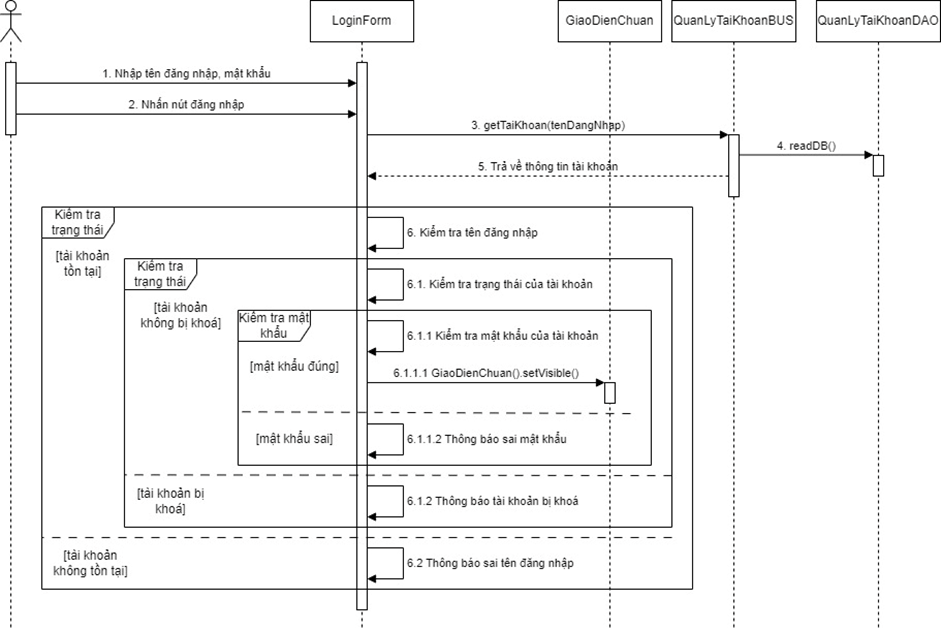 LoginForm
GiaoDienChuan
QuanLyTaiKhoanBUS
QuanLyTaiKhoanDAO
1. Nhập tên đăng nhập, mật khẩu
2. Nhấn nút đăng nhập
3. getTaiKhoan(tenDangNhap)
4. readDB()
5. Trả về thông tin tài khoản
Kiểm tra
trạng thái
6. Kiểm tra tên đăng nhập
[tài khoản
tồn tại]
Kiểm tra
trạng thái
6.1. Kiểm tra trạng thái của tài khoản
[tài khoản
không bị khoá]
Kiểm tra mật
khẩu
6.1.1 Kiểm tra mật khẩu của tài khoản
[mật khẩu đúng]
6.1.1.1 GiaoDienChuan().setVisible()
[mật khẩu sai]
6.1.1.2 Thông báo sai mật khẩu
[tài khoản bị
khoá]
6.1.2 Thông báo tài khoản bị khoá
[tài khoản
không tồn tại]
6.2 Thông báo sai tên đăng nhập